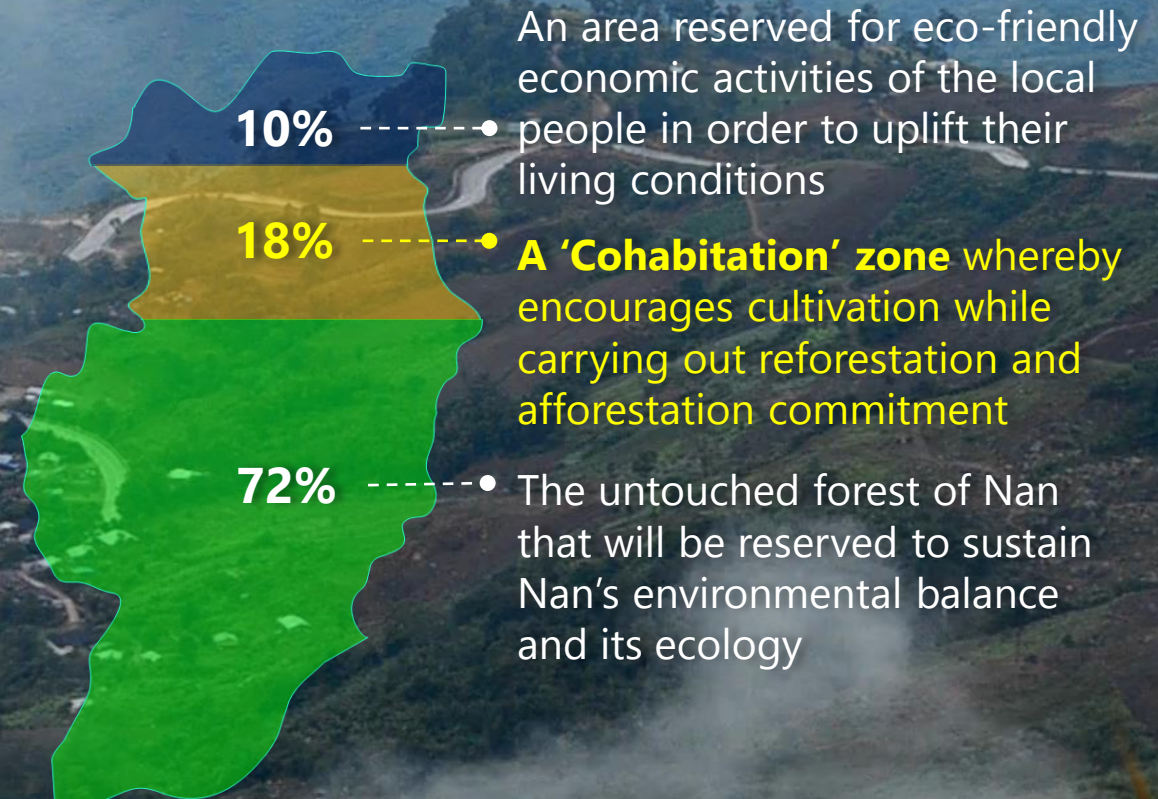 10%
An area reserved for eco-friendly
economic activities of the local
people in order to uplift their
living conditions
18%
A ‘Cohabitation’ zone whereby
encourages cultivation while
carrying out reforestation and
afforestation commitment
72%
The untouched forest of Nan
that will be reserved to sustain
Nan’s environmental balance
and its ecology